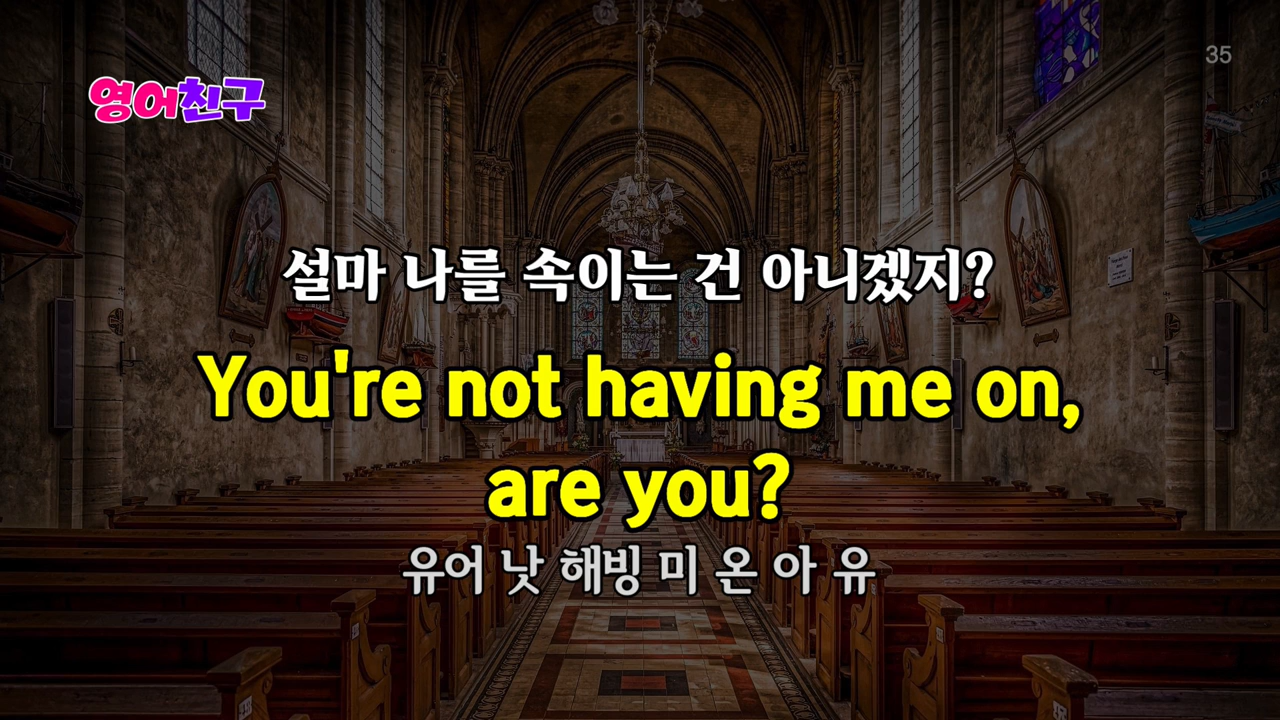 영어친구
35
설마 나를 속이는 건 아니겠지?
You're not having me on,
are you?
유어 낫 해빙 미 온 아 유